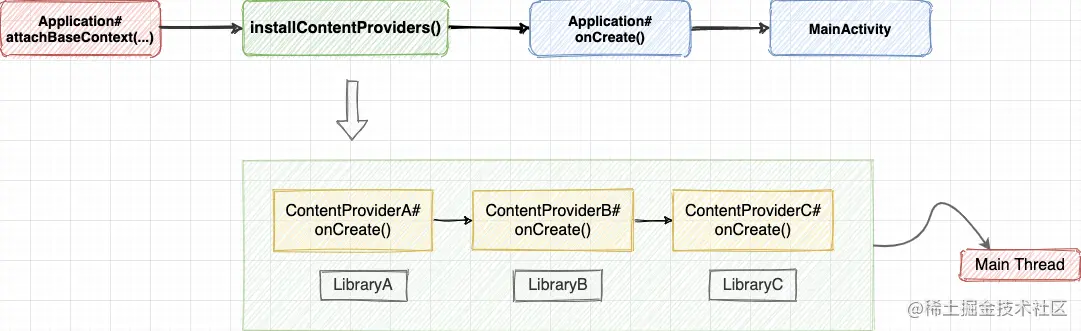 Application#
attachBaseContext(...)
installContentProviders()
Application#
onCreate()
MainActivity
ContentProviderA#
onCreate()
ContentProviderB#
onCreate()
ContentProviderC#
onCreate()
LibraryA
LibraryB
LibraryC
Main Thread
@稀土掘金技术社区